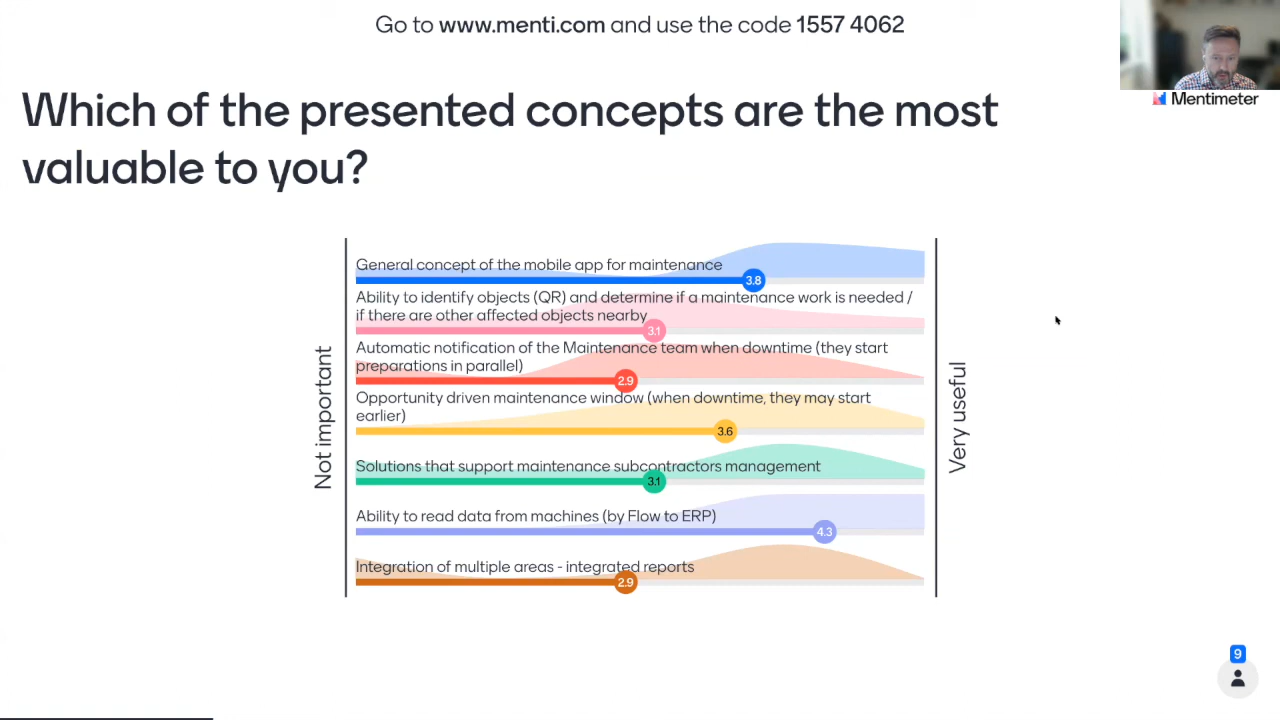 Go to www.menti.com and use the code 1557 4062
Mentimeter
Which of the presented concepts are the most
valuable to you?
Not important
General concept of the mobile app for maintenance
3.8
Ability to identify objects (QR) and determine if a maintenance work is needed /
if there are other affected objects nearby
3.1
Automatic notification of the Maintenance team when downtime (they start
preparations in parallel)
2.9
Opportunity driven maintenance window (when downtime, they may start
earlier)
3.6
Solutions that support maintenance subcontractors management
3.1
Ability to read data from machines (by Flow to ERP)
4.3
Integration of multiple areas - integrated reports
2.9
Very useful
9